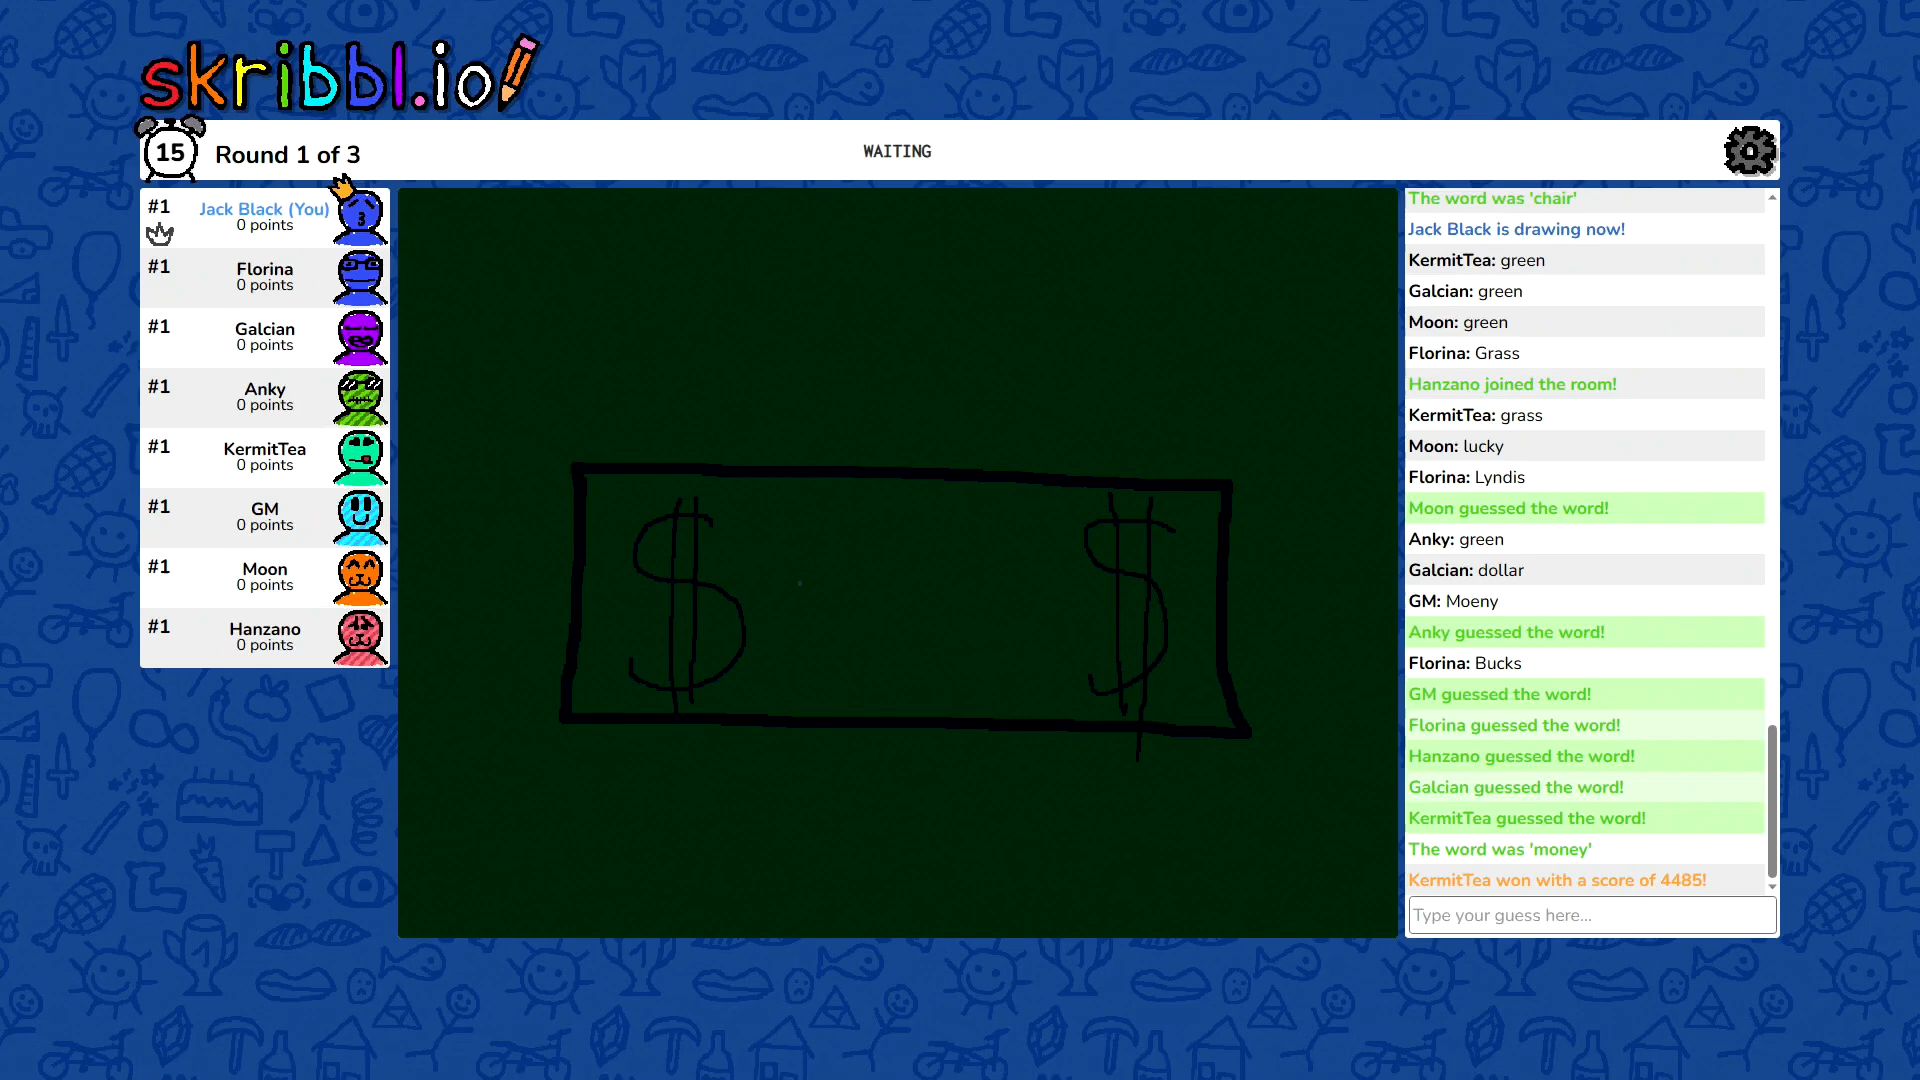 skribbl.io
15
Round 1 of 3
WAITING
#1
Jack Black (You)
0 points
#1
Florina
0 points
#1
Galcian
0 points
#1
Anky
0 points
#1
KermitTea
0 points
#1
GM
0 points
#1
Moon
0 points
#1
Hanzano
0 points
$ $
The word was 'chair'
Jack Black is drawing now!
KermitTea: green
Galcian: green
Moon: green
Florina: Grass
Hanzano joined the room!
KermitTea: grass
Moon: lucky
Florina: Lyndis
Moon guessed the word!
Anky: green
Galcian: dollar
GM: Moeny
Anky guessed the word!
Florina: Bucks
GM guessed the word!
Florina guessed the word!
Hanzano guessed the word!
Galcian guessed the word!
KermitTea guessed the word!
The word was 'money'
KermitTea won with a score of 4485!
Type your guess here...